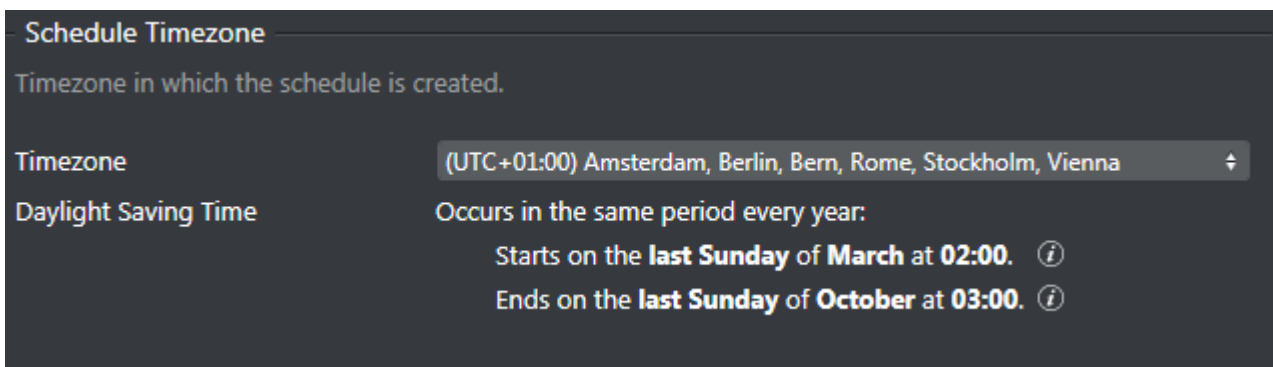 Schedule Timezone
Timezone in which the schedule is created.
Timezone (UTC+01:00) Amsterdam, Berlin, Bern, Rome, Stockholm, Vienna
Daylight Saving Time Occurs in the same period every year:
Starts on the last Sunday of March at 02:00.
Ends on the last Sunday of October at 03:00.